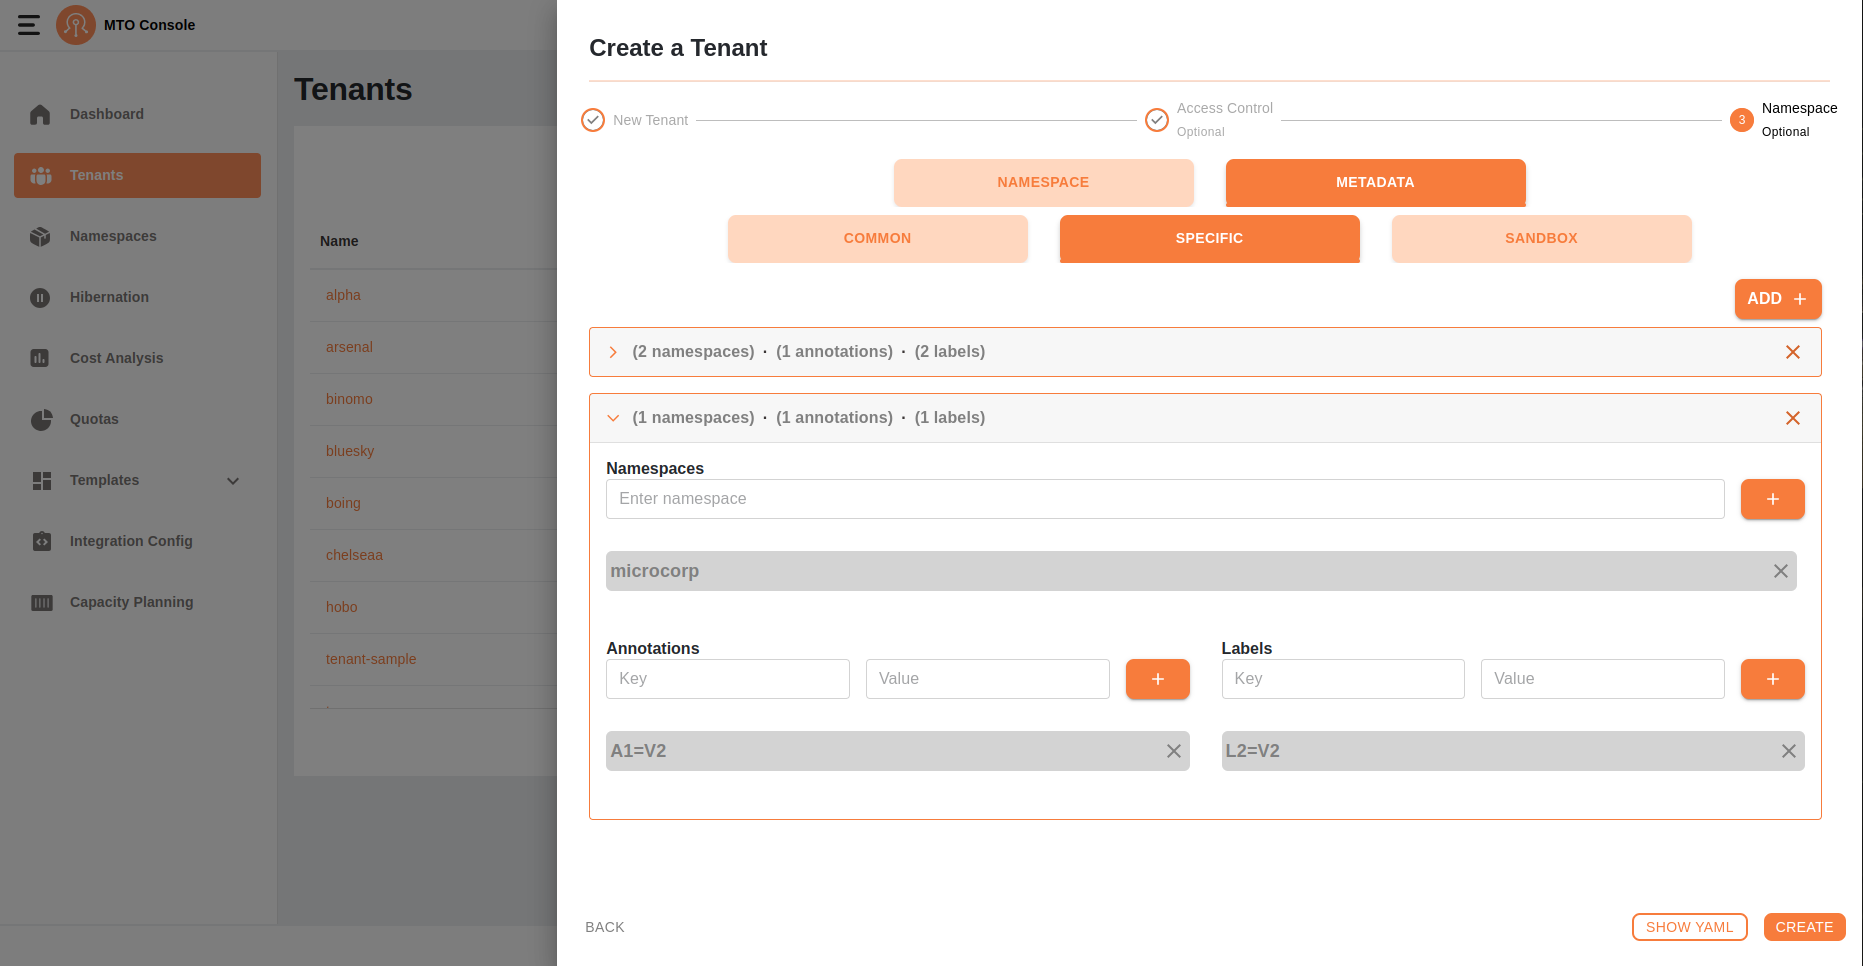 MTO Console
Dashboard
Tenants
Namespaces
Hibernation
Cost Analysis
Quotas
Templates
Integration Config
Capacity Planning
Tenants
Name
alpha
arsenal
binomo
bluesky
boing
chelseaa
hobo
tenant-sample
Create a Tenant
New Tenant
Access Control
Optional
3
Namespace
Optional
NAMESPACE
METADATA
COMMON
SPECIFIC
SANDBOX
ADD +
(2 namespaces) · (1 annotations) · (2 labels)
(1 namespaces) · (1 annotations) · (1 labels)
Namespaces
Enter namespace
+
microcorp
Annotations
Key
Value
+
A1=V2
Labels
Key
Value
+
L2=V2
BACK
SHOW YAML
CREATE